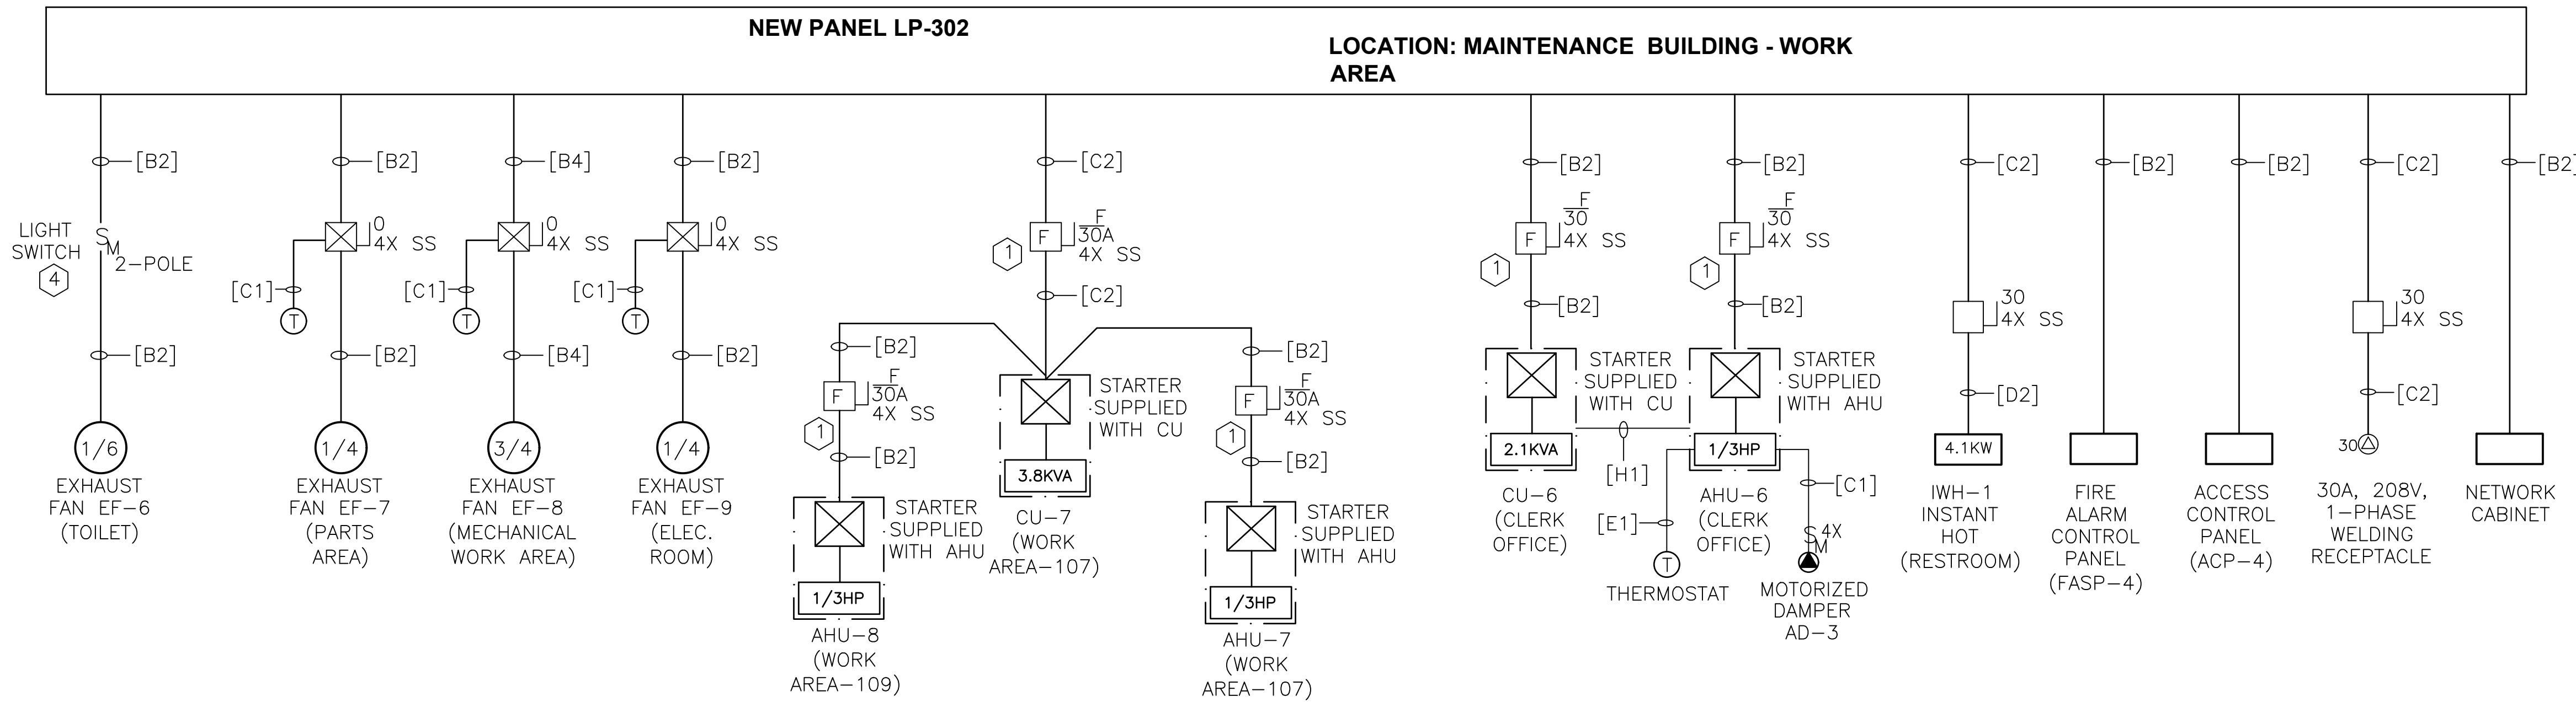 NEW PANEL LP-302
LOCATION: MAINTENANCE BUILDING - WORK
AREA
[B2]
LIGHT
SWITCH
4
S
M
2-POLE
[B2]
1/6
EXHAUST
FAN EF-6
(TOILET)
[B2]
0
4X SS
[C1]
T
[B2]
1/4
EXHAUST
FAN EF-7
(PARTS
AREA)
[B4]
0
4X SS
[C1]
T
[B4]
3/4
EXHAUST
FAN EF-8
(MECHANICAL
WORK AREA)
[B2]
0
4X SS
[C1]
T
[B2]
1/4
EXHAUST
FAN EF-9
(ELEC.
ROOM)
[C2]
F
F
30A
4X SS
1
[C2]
[B2]
F
F
30A
4X SS
1
[B2]
STARTER
SUPPLIED
WITH AHU
1/3HP
AHU-8
(WORK
AREA-109)
STARTER
SUPPLIED
WITH CU
3.8KVA
CU-7
(WORK
AREA-107)
[B2]
F
F
30A
4X SS
1
[B2]
STARTER
SUPPLIED
WITH AHU
1/3HP
AHU-7
(WORK
AREA-107)
[B2]
F
F
30
4X SS
1
[B2]
STARTER
SUPPLIED
WITH CU
2.1KVA
CU-6
(CLERK
OFFICE)
[H1]
[B2]
F
F
30
4X SS
1
[B2]
STARTER
SUPPLIED
WITH AHU
1/3HP
AHU-6
(CLERK
OFFICE)
[E1]
T
THERMOSTAT
[C1]
S
M
4X
MOTORIZED
DAMPER
AD-3
[C2]
30
4X SS
[D2]
4.1KW
IWH-1
INSTANT
HOT
(RESTROOM)
[B2]
FIRE
ALARM
CONTROL
PANEL
(FASP-4)
[B2]
ACCESS
CONTROL
PANEL
(ACP-4)
[C2]
30
4X SS
[C2]
30
30A, 208V,
1-PHASE
WELDING
RECEPTACLE
[B2]
NETWORK
CABINET